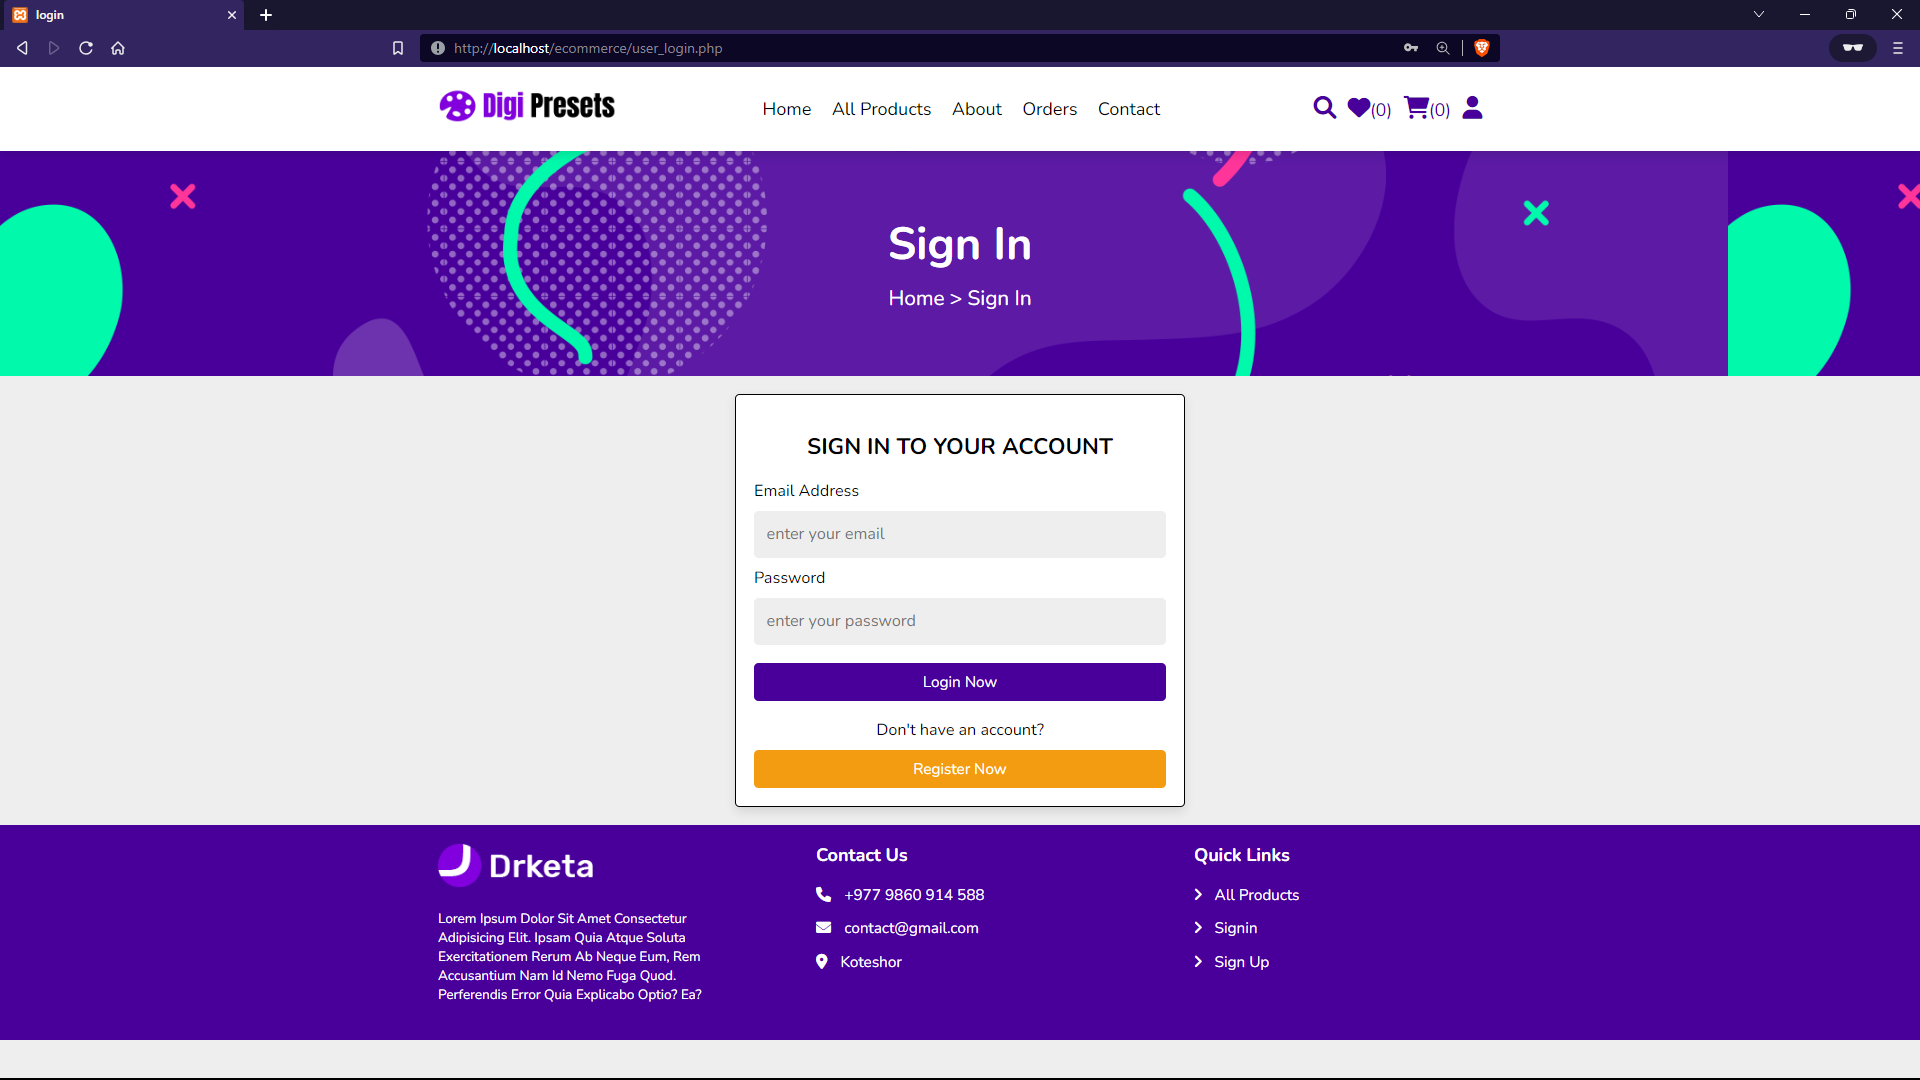 login
http://localhost/ecommerce/user_login.php
Digi Presets
Home All Products About Orders Contact
(0) (0)
Sign In
Home > Sign In
SIGN IN TO YOUR ACCOUNT
Email Address
enter your email
Password
enter your password
Login Now
Don't have an account?
Register Now
Drketa
Lorem Ipsum Dolor Sit Amet Consectetur
Adipisicing Elit. Ipsam Quia Atque Soluta
Exercitationem Rerum Ab Neque Eum, Rem
Accusantium Nam Id Nemo Fuga Quod.
Perferendis Error Quia Explicabo Optio? Ea?
Contact Us
+977 9860 914 588
contact@gmail.com
Koteshor
Quick Links
All Products
Signin
Sign Up